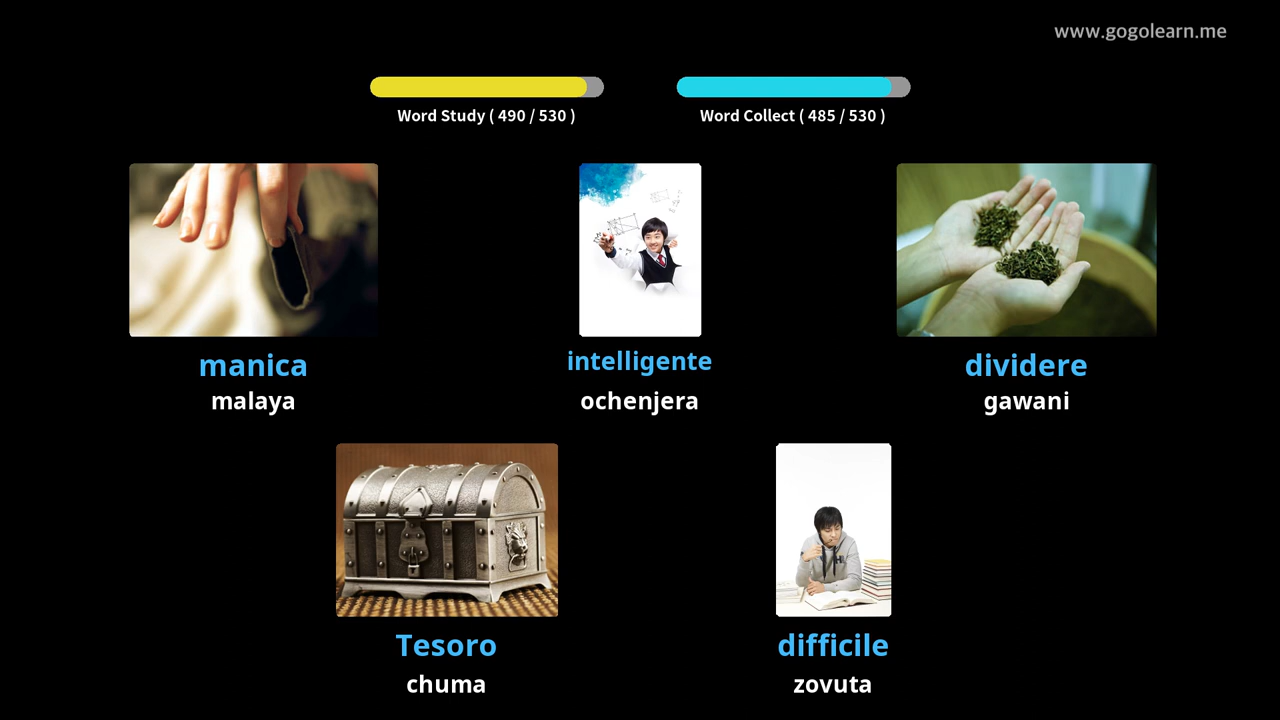 www.gogolearn.me
Word Study ( 490 / 530 )
Word Collect ( 485 / 530 )
manica
malaya
intelligente
ochenjera
dividere
gawani
Tesoro
chuma
difficile
zovuta